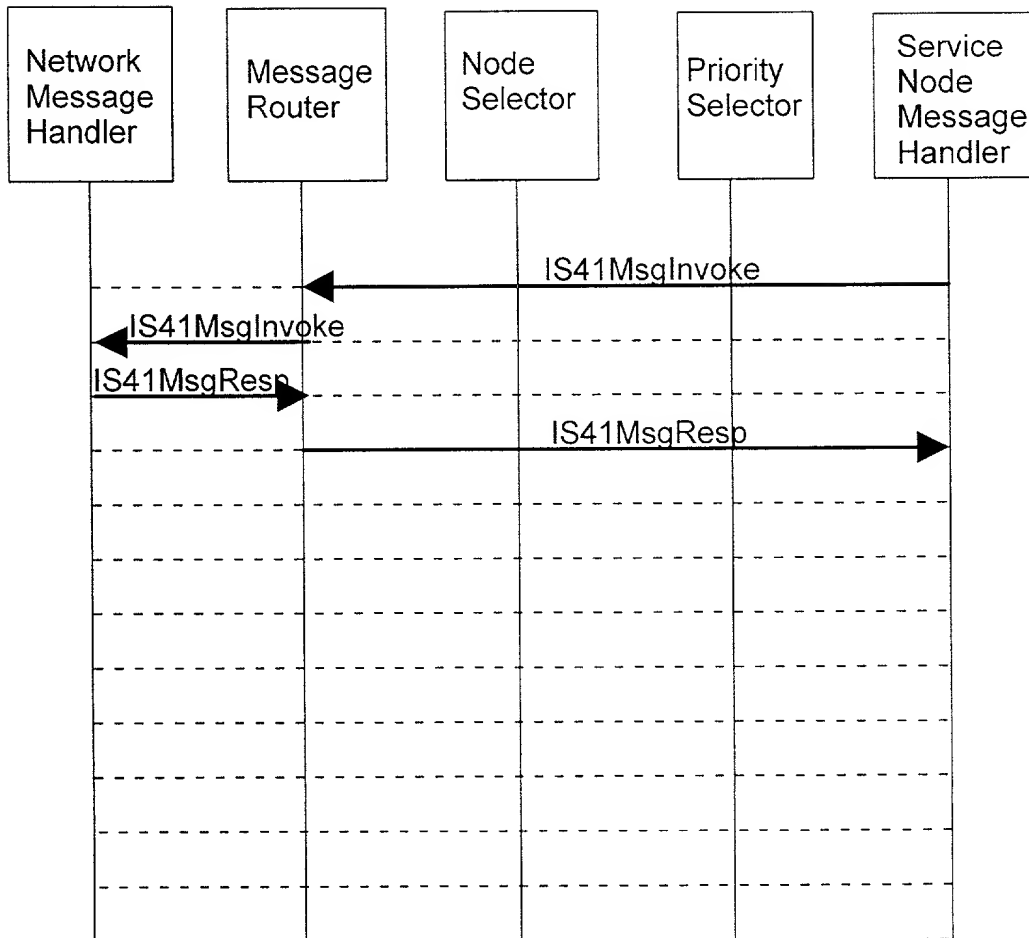 Network
Message
Handler
Message
Router
Node
Selector
Priority
Selector
Service
Node
Message
Handler
IS41MsgInvoke
IS41MsgInvoke
IS41MsgResp
IS41MsgResp